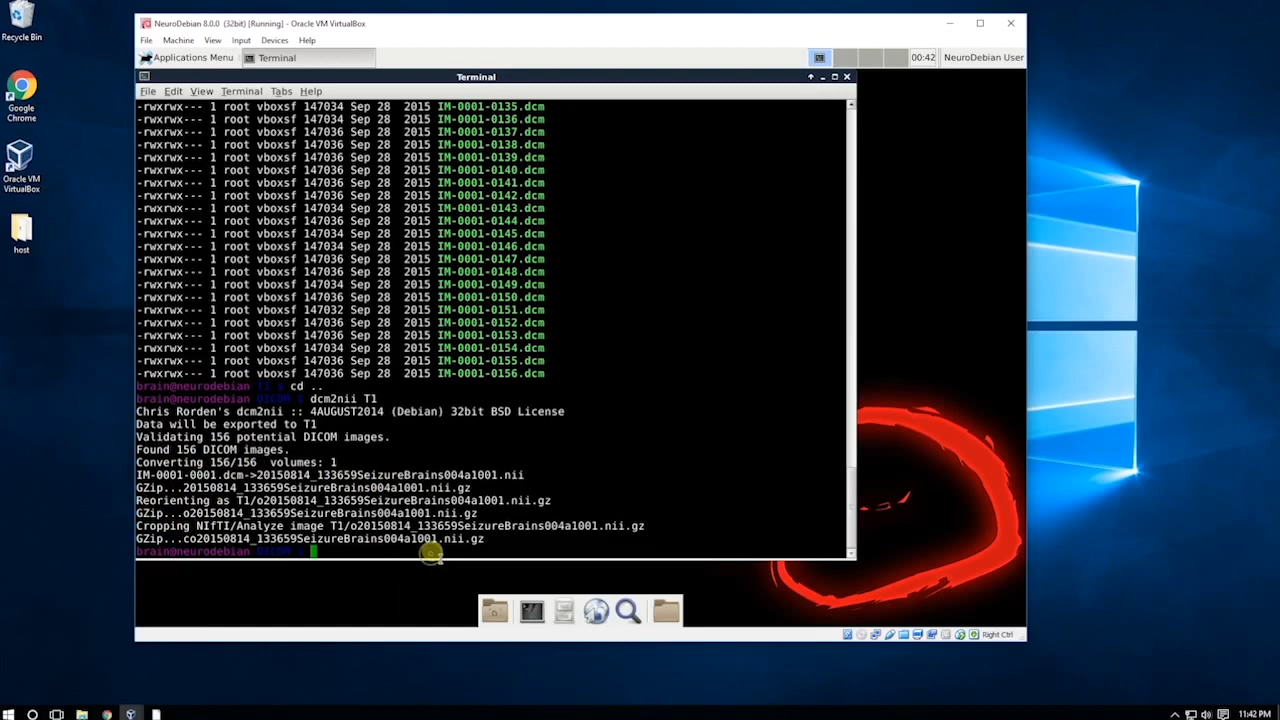 Recycle Bin
Google
Chrome
Oracle VM
VirtualBox
host
NeuroDebian 8.0.0 (32bit) [Running] - Oracle VM VirtualBox
File Machine View Input Devices Help
Applications Menu Terminal 00:42 NeuroDebian User
Terminal
File Edit View Terminal Tabs Help
-rwxrwx--- 1 root vboxsf 147034 Sep 28  2015 IM-0001-0135.dcm
-rwxrwx--- 1 root vboxsf 147034 Sep 28  2015 IM-0001-0136.dcm
-rwxrwx--- 1 root vboxsf 147036 Sep 28  2015 IM-0001-0137.dcm
-rwxrwx--- 1 root vboxsf 147036 Sep 28  2015 IM-0001-0138.dcm
-rwxrwx--- 1 root vboxsf 147034 Sep 28  2015 IM-0001-0139.dcm
-rwxrwx--- 1 root vboxsf 147036 Sep 28  2015 IM-0001-0140.dcm
-rwxrwx--- 1 root vboxsf 147034 Sep 28  2015 IM-0001-0141.dcm
-rwxrwx--- 1 root vboxsf 147036 Sep 28  2015 IM-0001-0142.dcm
-rwxrwx--- 1 root vboxsf 147034 Sep 28  2015 IM-0001-0143.dcm
-rwxrwx--- 1 root vboxsf 147036 Sep 28  2015 IM-0001-0144.dcm
-rwxrwx--- 1 root vboxsf 147034 Sep 28  2015 IM-0001-0145.dcm
-rwxrwx--- 1 root vboxsf 147036 Sep 28  2015 IM-0001-0146.dcm
-rwxrwx--- 1 root vboxsf 147036 Sep 28  2015 IM-0001-0147.dcm
-rwxrwx--- 1 root vboxsf 147036 Sep 28  2015 IM-0001-0148.dcm
-rwxrwx--- 1 root vboxsf 147034 Sep 28  2015 IM-0001-0149.dcm
-rwxrwx--- 1 root vboxsf 147036 Sep 28  2015 IM-0001-0150.dcm
-rwxrwx--- 1 root vboxsf 147032 Sep 28  2015 IM-0001-0151.dcm
-rwxrwx--- 1 root vboxsf 147036 Sep 28  2015 IM-0001-0152.dcm
-rwxrwx--- 1 root vboxsf 147036 Sep 28  2015 IM-0001-0153.dcm
-rwxrwx--- 1 root vboxsf 147034 Sep 28  2015 IM-0001-0154.dcm
-rwxrwx--- 1 root vboxsf 147036 Sep 28  2015 IM-0001-0155.dcm
-rwxrwx--- 1 root vboxsf 147036 Sep 28  2015 IM-0001-0156.dcm
brain@neurodebian T1 $ cd ..
brain@neurodebian DICOM $ dcm2nii T1
Chris Rorden's dcm2nii :: 4AUGUST2014 (Debian) 32bit BSD License
Data will be exported to T1
Validating 156 potential DICOM images.
Found 156 DICOM images.
Converting 156/156  volumes: 1
IM-0001-0001.dcm->20150814_133659SeizureBrains004a1001.nii
GZip...20150814_133659SeizureBrains004a1001.nii.gz
Reorienting as T1/o20150814_133659SeizureBrains004a1001.nii.gz
GZip...o20150814_133659SeizureBrains004a1001.nii.gz
Cropping NIfTI/Analyze image T1/o20150814_133659SeizureBrains004a1001.nii.gz
GZip...co20150814_133659SeizureBrains004a1001.nii.gz
brain@neurodebian DICOM $
Right Ctrl
11:42 PM